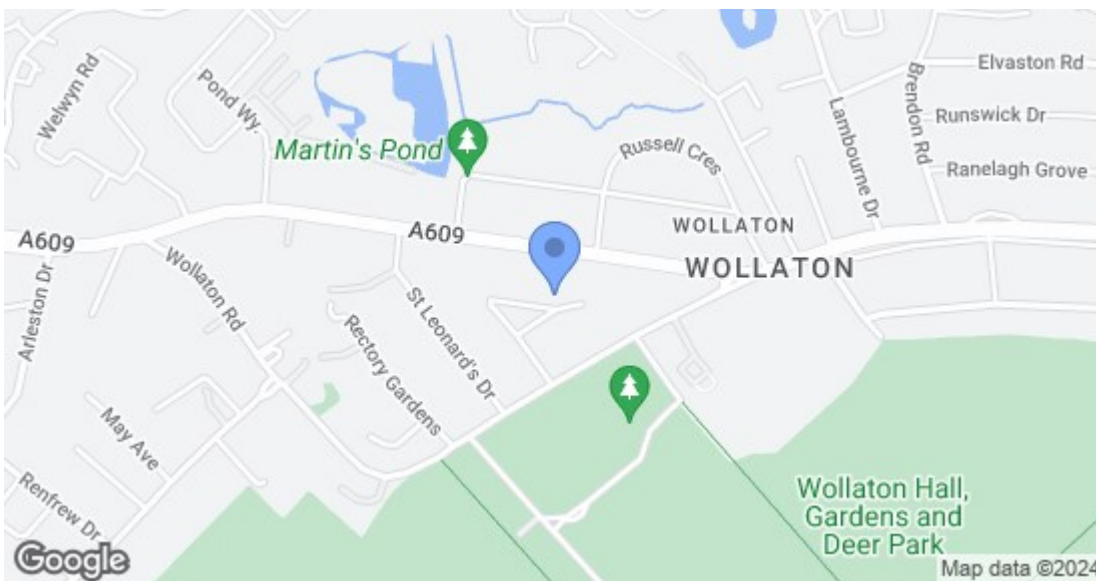 Welwyn Rd
Pond Wy.
Martin's Pond
Russell Cres
Elvaston Rd
Brendon Rd
Runswick Dr
Lambourne Dr
Ranelagh Grove
A609
A609
WOLLATON
WOLLATON
Wollaton Rd
Arleston Dr
St Leonard's Dr
Rectory Gardens
May Ave
Renfrew Dr
Wollaton Hall,
Gardens and
Deer Park
Google
Map data ©2024